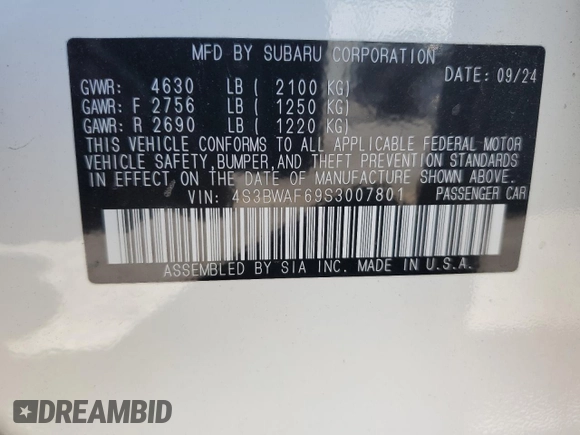 MFD BY SUBARU CORPORATION
DATE: 09/24
GVWR: 4630 LB ( 2100 KG)
GAWR: F 2756 LB ( 1250 KG)
GAWR: R 2690 LB ( 1220 KG)
THIS VEHICLE CONFORMS TO ALL APPLICABLE FEDERAL MOTOR
VEHICLE SAFETY, BUMPER, AND THEFT PREVENTION STANDARDS
IN EFFECT ON THE DATE OF MANUFACTURE SHOWN ABOVE.
VIN: 4S3BWAF69S3007801 PASSENGER CAR
ASSEMBLED BY SIA INC. MADE IN U.S.A.
DREAMBID